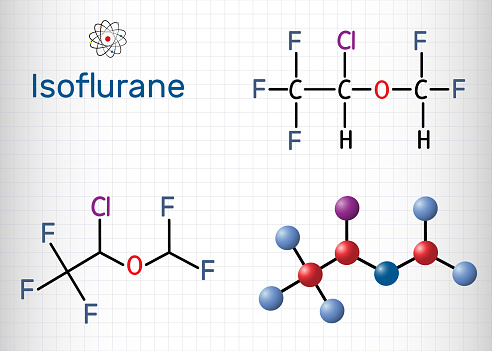 Isoflurane
F Cl F
F C C O C F
F H H
Cl F
F
O F
F
F